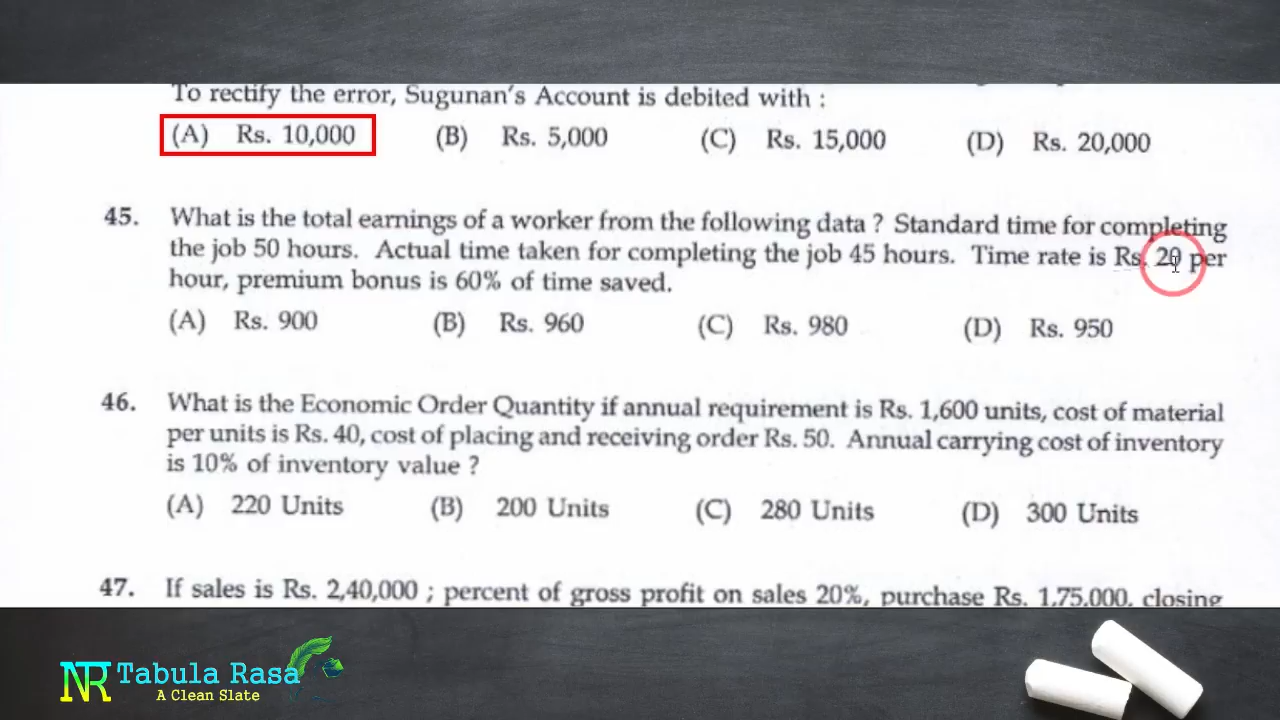 To rectify the error, Sugunan's Account is debited with :
(A) Rs. 10,000 (B) Rs. 5,000 (C) Rs. 15,000 (D) Rs. 20,000
45. What is the total earnings of a worker from the following data ? Standard time for completing
the job 50 hours. Actual time taken for completing the job 45 hours. Time rate is Rs. 20 per
hour, premium bonus is 60% of time saved.
(A) Rs. 900 (B) Rs. 960 (C) Rs. 980 (D) Rs. 950
46. What is the Economic Order Quantity if annual requirement is Rs. 1,600 units, cost of material
per units is Rs. 40, cost of placing and receiving order Rs. 50. Annual carrying cost of inventory
is 10% of inventory value ?
(A) 220 Units (B) 200 Units (C) 280 Units (D) 300 Units
47. If sales is Rs. 2,40,000 ; percent of gross profit on sales 20%, purchase Rs. 1,75,000, closing
NR Tabula Rasa
A Clean Slate